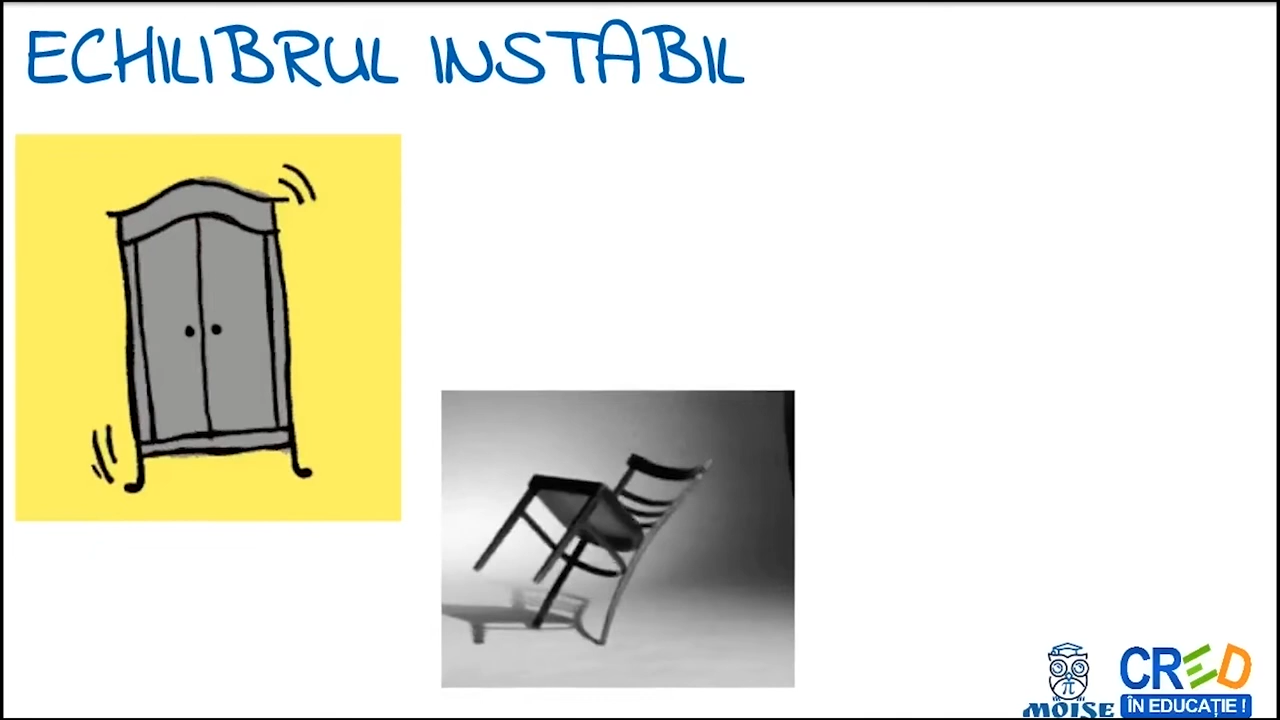 ECHILIBRUL INSTABIL
π
MOISE
CRED
ÎN EDUCAȚIE !